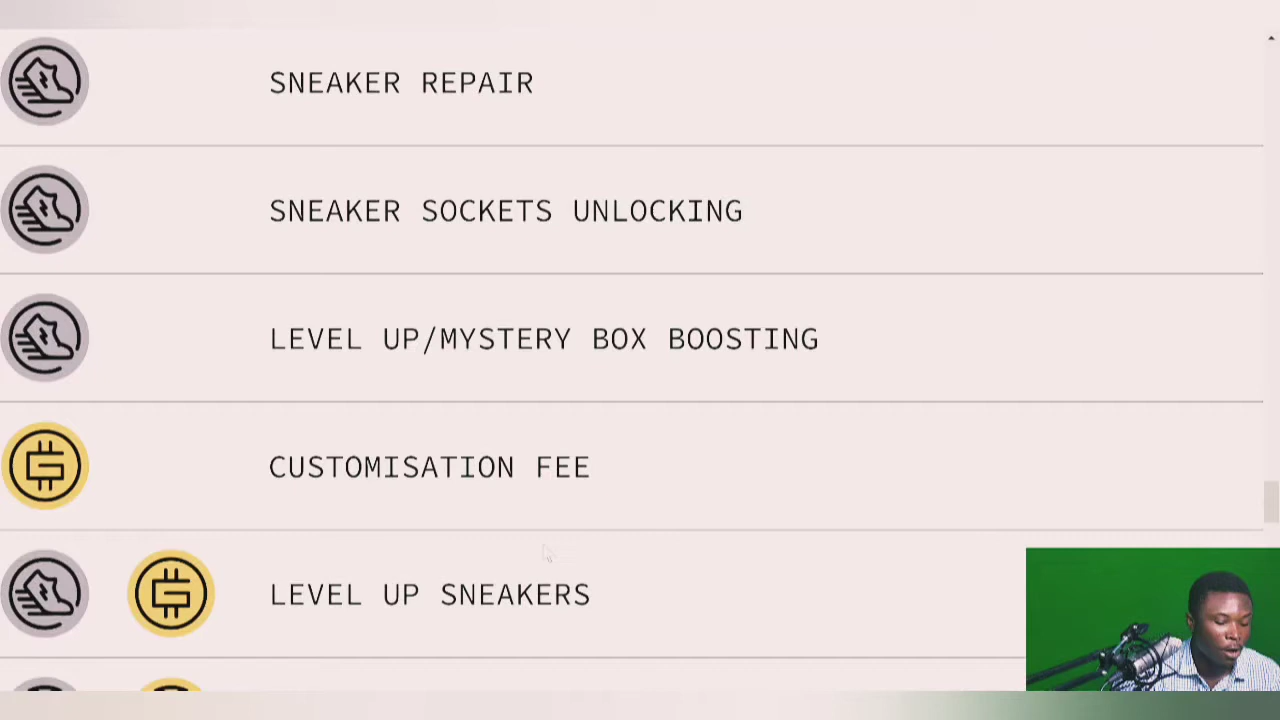 SNEAKER REPAIR
SNEAKER SOCKETS UNLOCKING
LEVEL UP/MYSTERY BOX BOOSTING
CUSTOMISATION FEE
LEVEL UP SNEAKERS